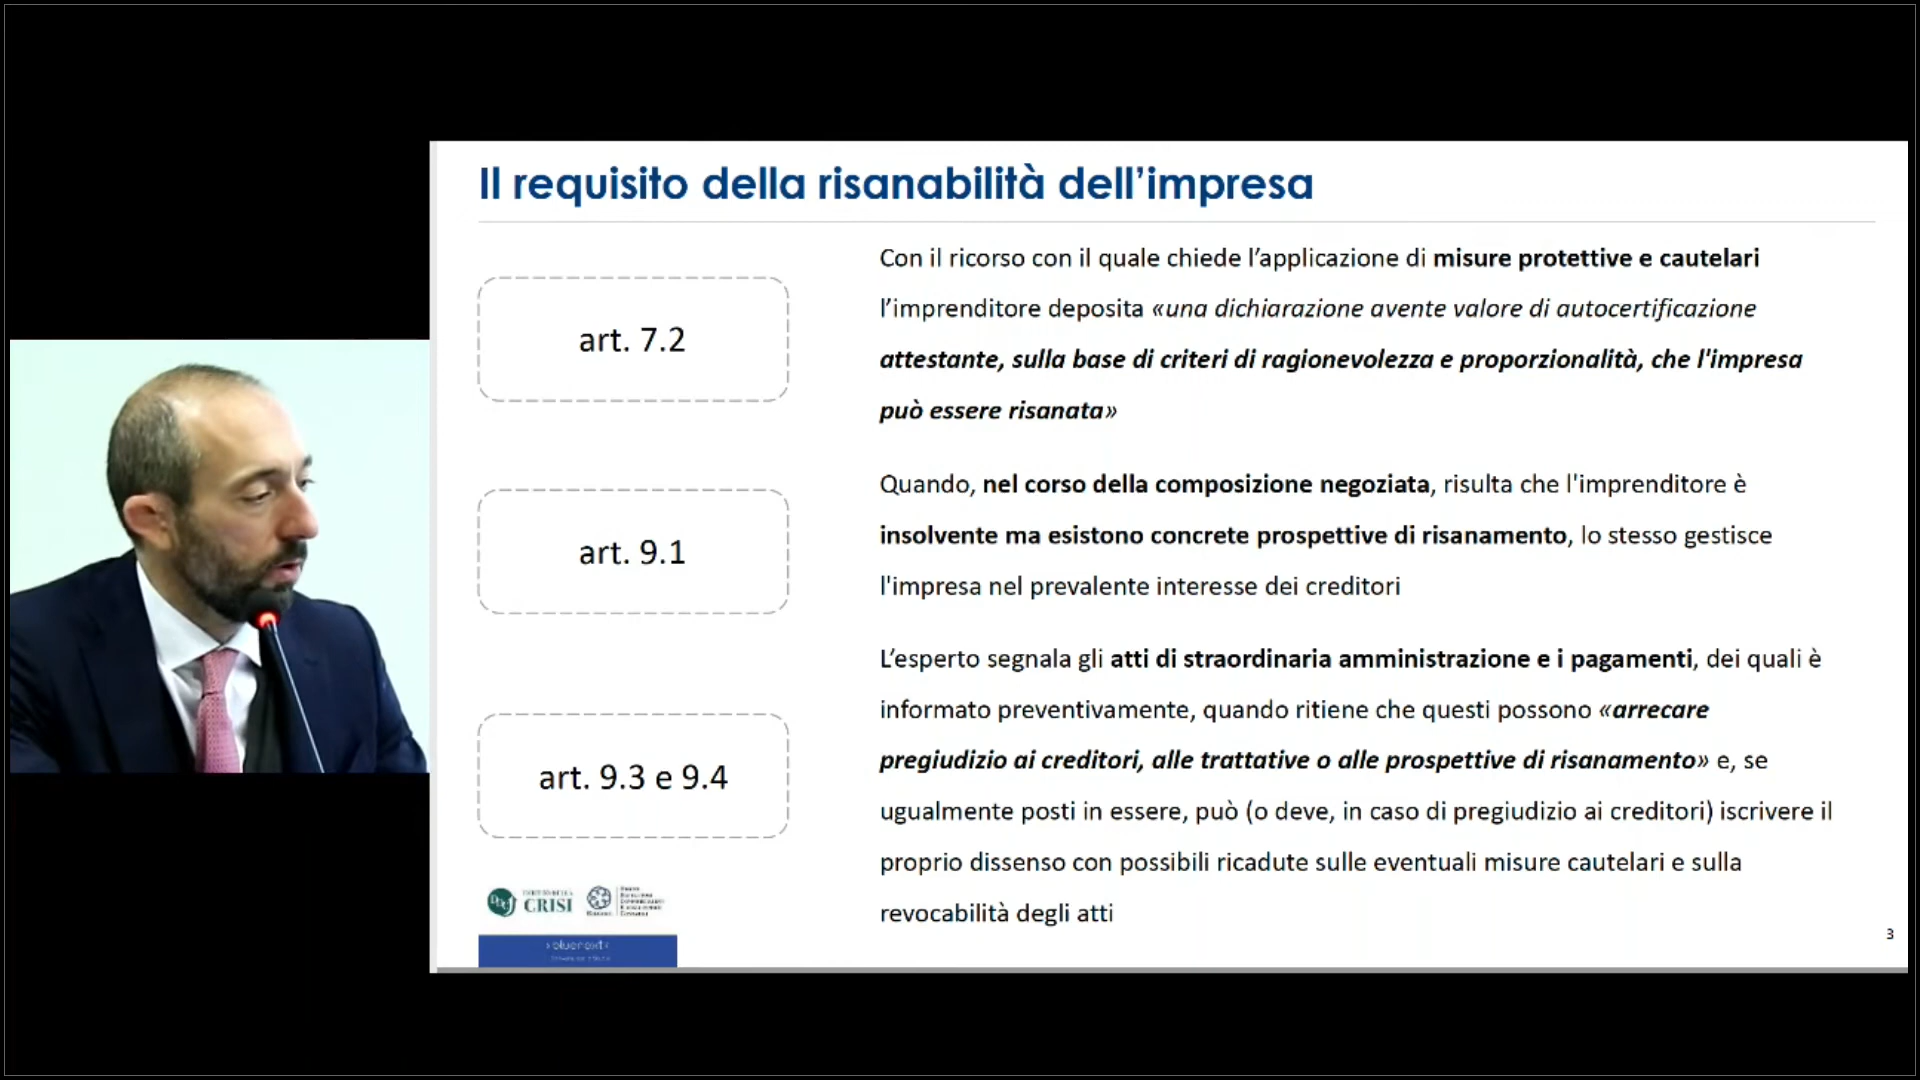 Il requisito della risanabilità dell'impresa
art. 7.2
Con il ricorso con il quale chiede l'applicazione di misure protettive e cautelari
l'imprenditore deposita «una dichiarazione avente valore di autocertificazione
attestante, sulla base di criteri di ragionevolezza e proporzionalità, che l'impresa
può essere risanata»
art. 9.1
Quando, nel corso della composizione negoziata, risulta che l'imprenditore è
insolvente ma esistono concrete prospettive di risanamento, lo stesso gestisce
l'impresa nel prevalente interesse dei creditori
art. 9.3 e 9.4
L'esperto segnala gli atti di straordinaria amministrazione e i pagamenti, dei quali è
informato preventivamente, quando ritiene che questi possono «arrecare
pregiudizio ai creditori, alle trattative o alle prospettive di risanamento» e, se
ugualmente posti in essere, può (o deve, in caso di pregiudizio ai creditori) iscrivere il
proprio dissenso con possibili ricadute sulle eventuali misure cautelari e sulla
revocabilità degli atti
CRISI
3